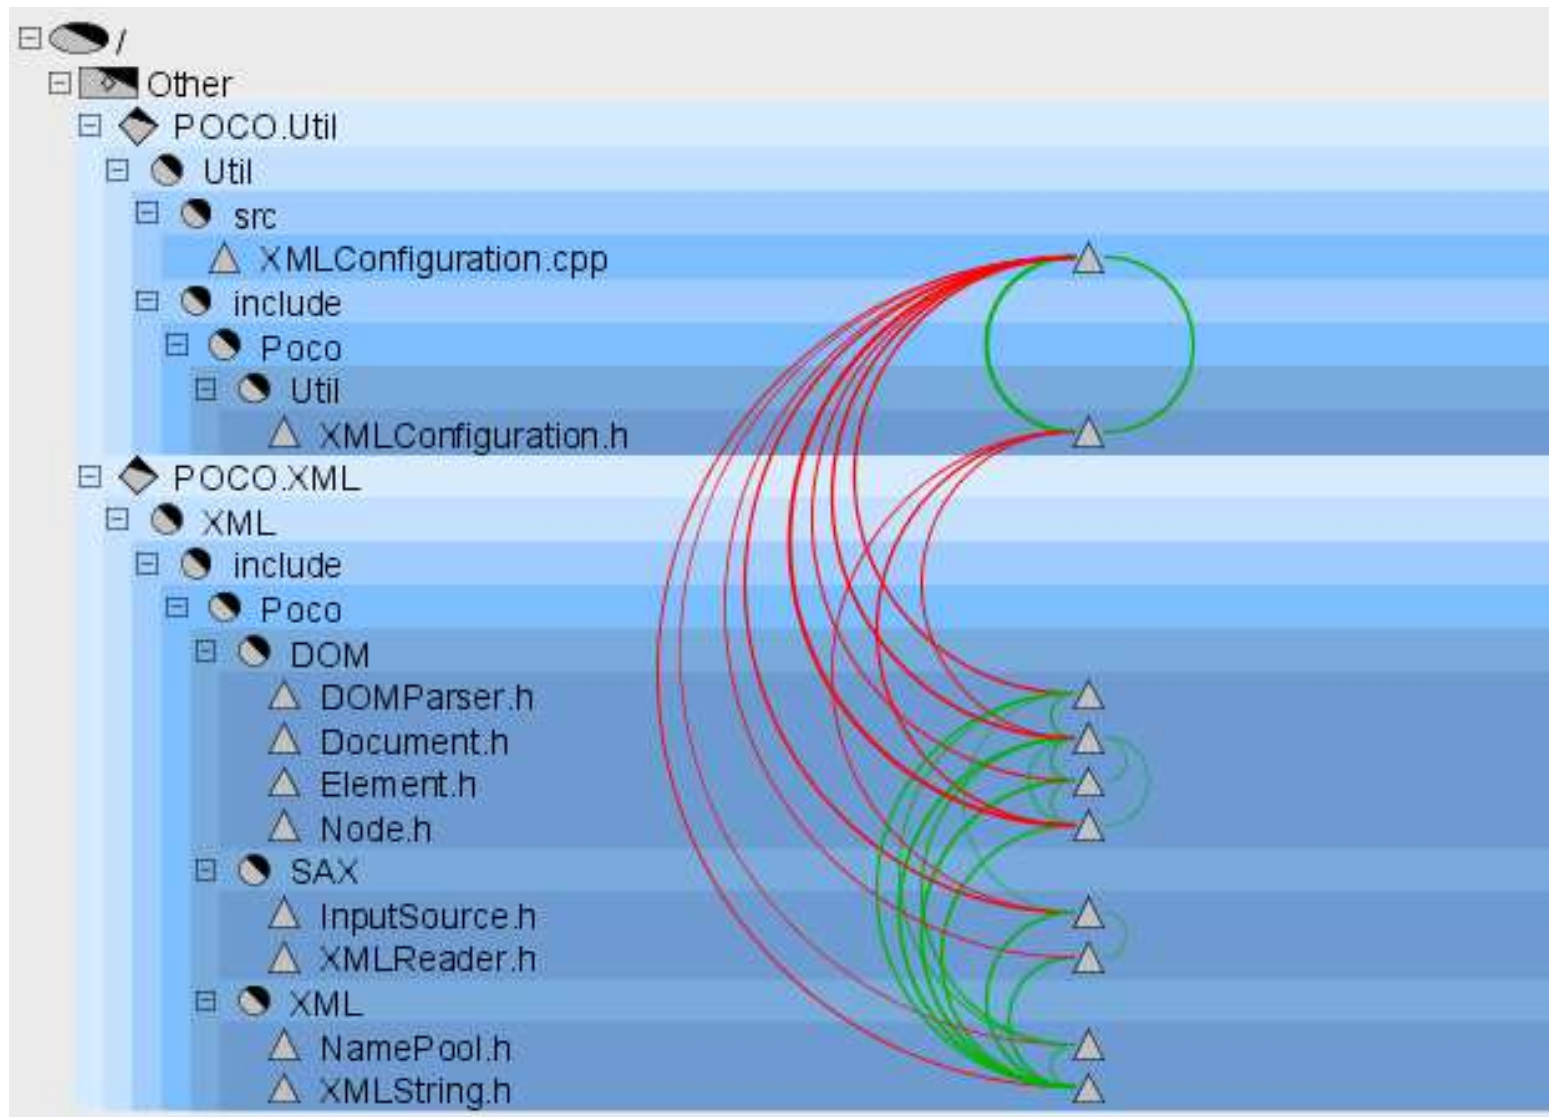 /
Other
POCO.Util
Util
src
XMLConfiguration.cpp
include
Poco
Util
XMLConfiguration.h
POCO.XML
XML
include
Poco
DOM
DOMParser.h
Document.h
Element.h
Node.h
SAX
InputSource.h
XMLReader.h
XML
NamePool.h
XMLString.h